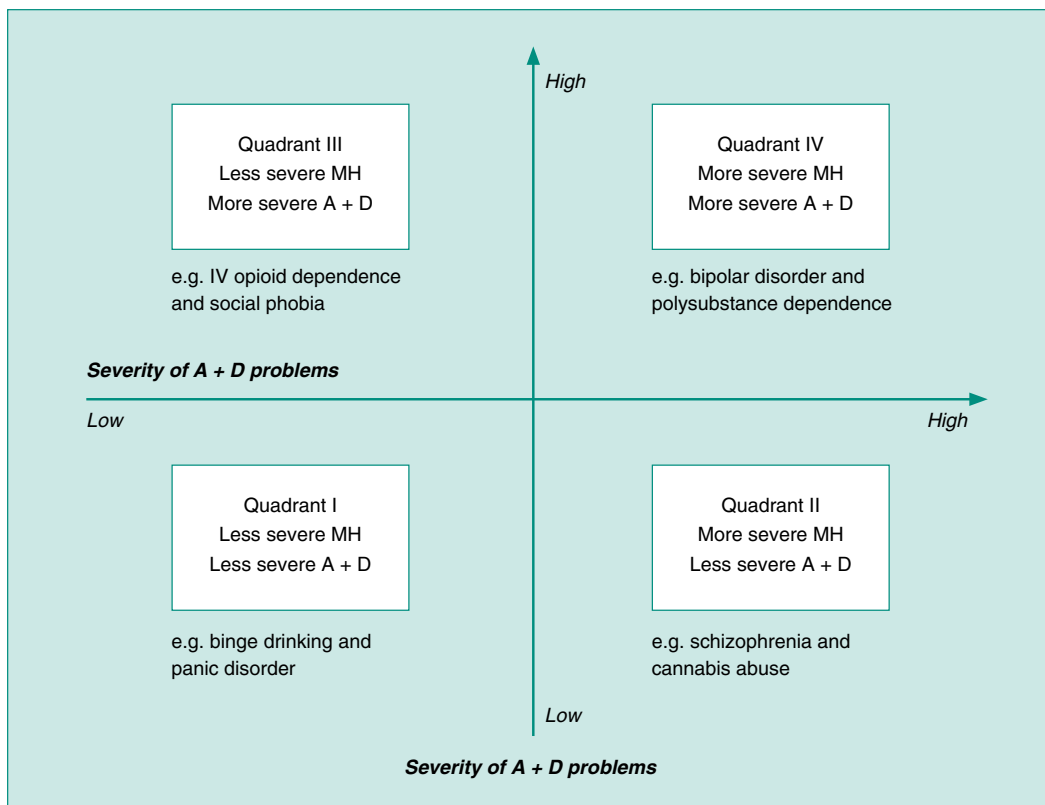 High
Quadrant III
Less severe MH
More severe A + D
e.g. IV opioid dependence
and social phobia
Quadrant IV
More severe MH
More severe A + D
e.g. bipolar disorder and
polysubstance dependence
Severity of A + D problems
Low
High
Quadrant I
Less severe MH
Less severe A + D
e.g. binge drinking and
panic disorder
Quadrant II
More severe MH
Less severe A + D
e.g. schizophrenia and
cannabis abuse
Low
Severity of A + D problems